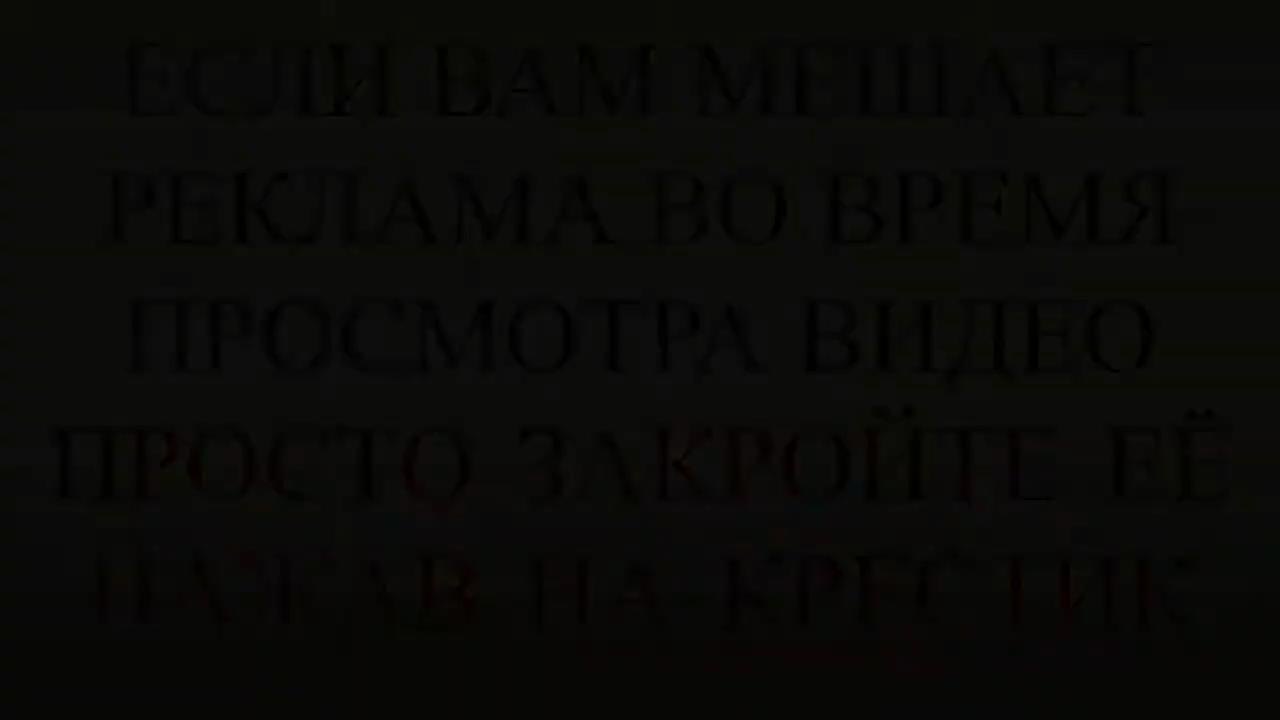 ЕСЛИ ВАМ МЕШАЕТ
РЕКЛАМА ВО ВРЕМЯ
ПРОСМОТРА ВИДЕО
ПРОСТО ЗАКРОЙТЕ ЕЁ
НАЖАВ НА КРЕСТИК